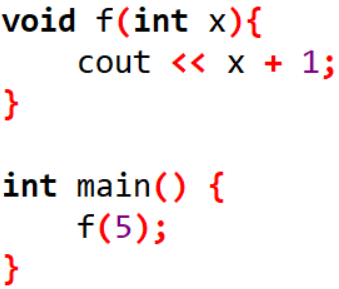 void f(int x){
    cout << x + 1;
}

int main() {
    f(5);
}